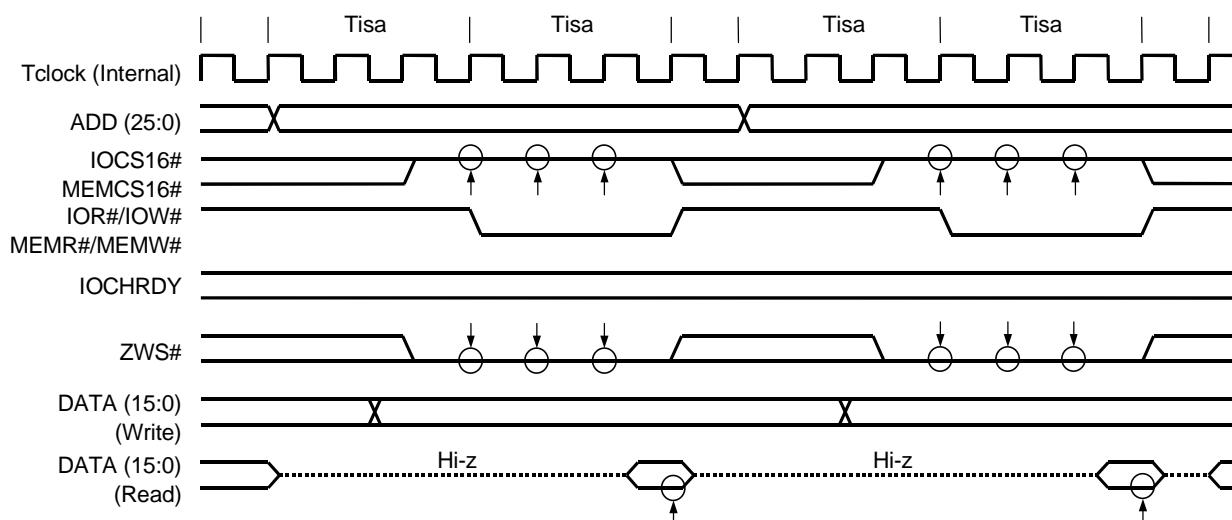 Tisa Tisa Tisa Tisa
Tclock (Internal)
ADD (25:0)
IOCS16#
MEMCS16#
IOR#/IOW#
MEMR#/MEMW#
IOCHRDY
ZWS#
DATA (15:0)
(Write)
DATA (15:0) Hi-z Hi-z
(Read)